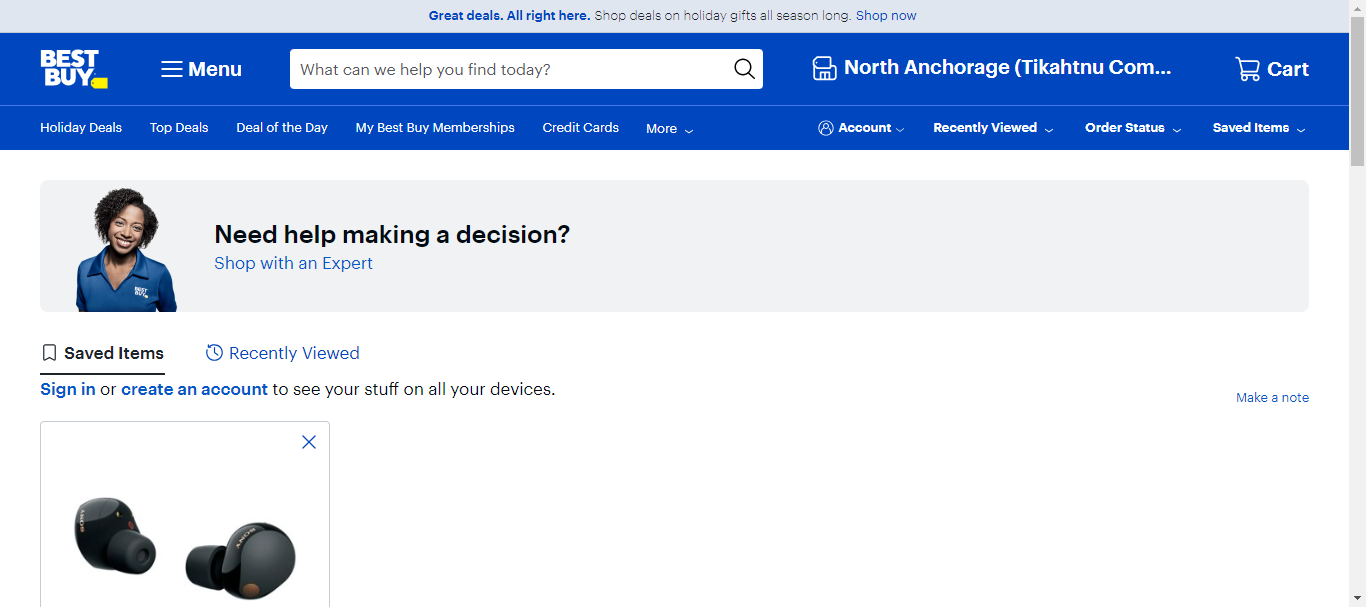 Great deals. All right here. Shop deals on holiday gifts all season long. Shop now
BEST
BUY
Menu
What can we help you find today?
North Anchorage (Tikahtnu Com...
Cart
Holiday Deals
Top Deals
Deal of the Day
My Best Buy Memberships
Credit Cards
More
Account
Recently Viewed
Order Status
Saved Items
BEST
BUY
Need help making a decision?
Shop with an Expert
Saved Items
Recently Viewed
Sign in or create an account to see your stuff on all your devices.
Make a note
SONY
SONY